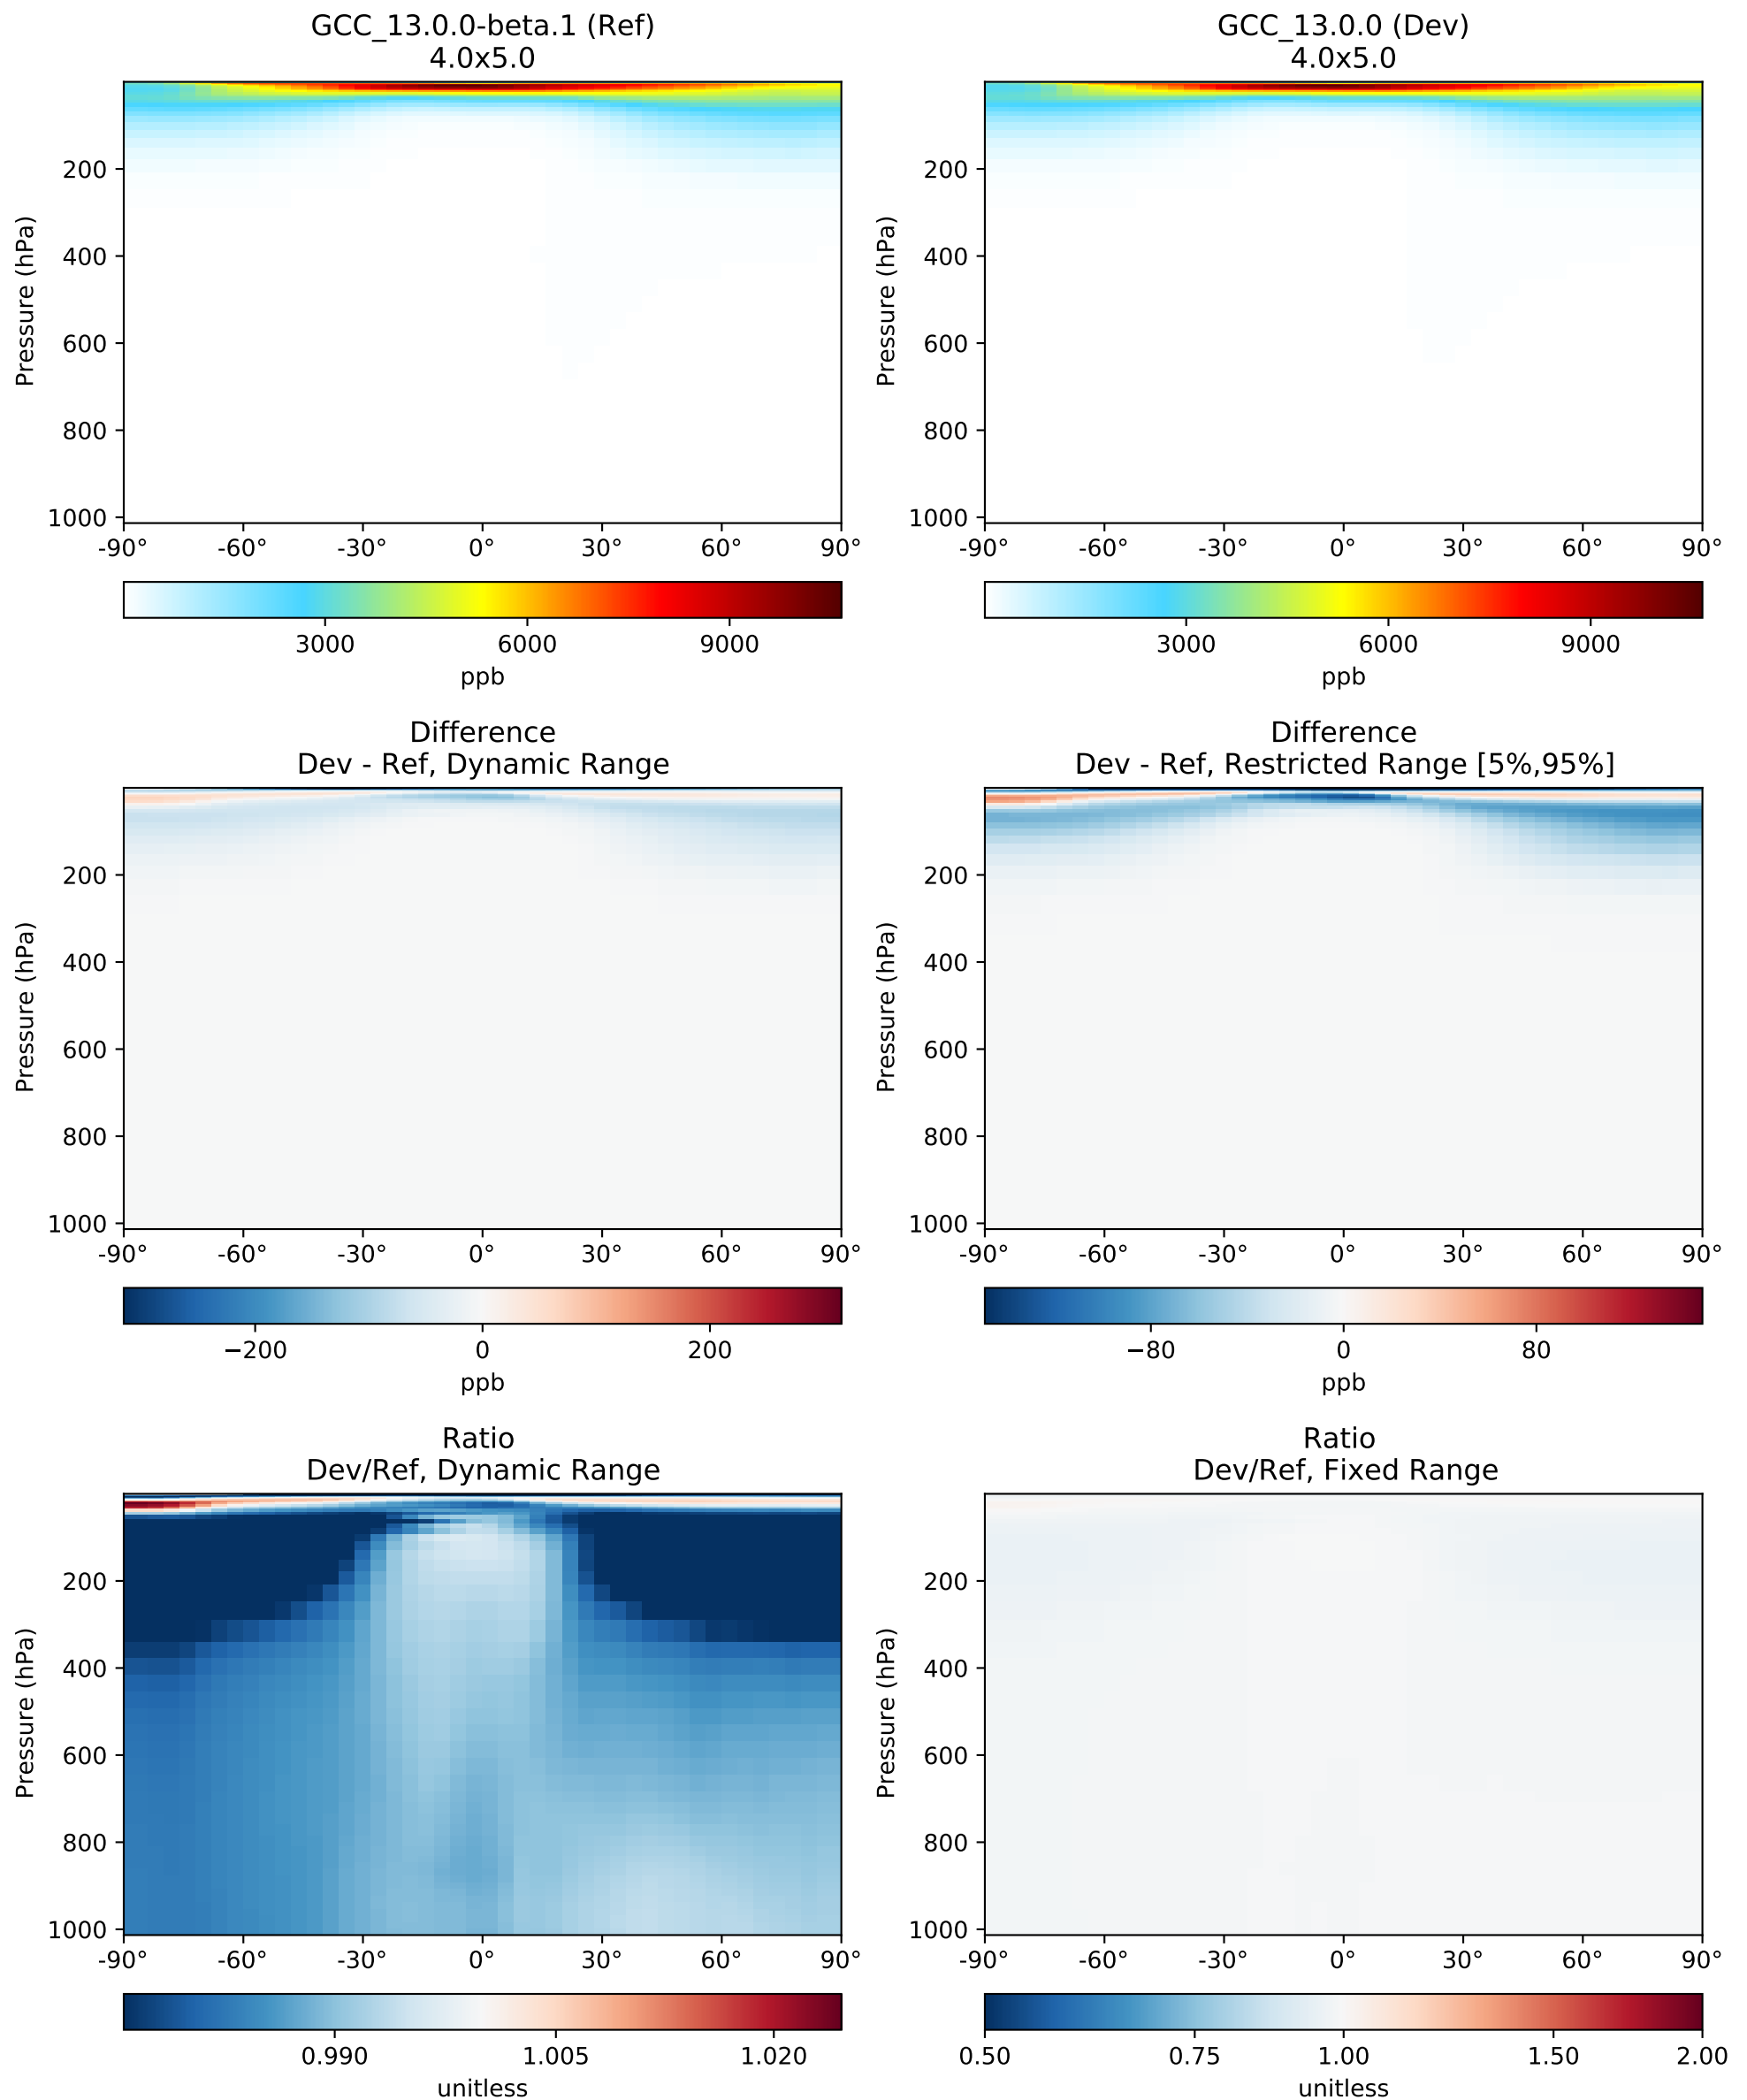 GCC_13.0.0-beta.1 (Ref)
4.0x5.0
Pressure (hPa)
200
400
600
800
1000
-90° -60° -30° 0° 30° 60° 90°
3000 6000 9000
ppb
GCC_13.0.0 (Dev)
4.0x5.0
Pressure (hPa)
200
400
600
800
1000
-90° -60° -30° 0° 30° 60° 90°
3000 6000 9000
ppb
Difference
Dev - Ref, Dynamic Range
Pressure (hPa)
200
400
600
800
1000
-90° -60° -30° 0° 30° 60° 90°
−200 0 200
ppb
Difference
Dev - Ref, Restricted Range [5%,95%]
Pressure (hPa)
200
400
600
800
1000
-90° -60° -30° 0° 30° 60° 90°
−80 0 80
ppb
Ratio
Dev/Ref, Dynamic Range
Pressure (hPa)
200
400
600
800
1000
-90° -60° -30° 0° 30° 60° 90°
0.990 1.005 1.020
unitless
Ratio
Dev/Ref, Fixed Range
Pressure (hPa)
200
400
600
800
1000
-90° -60° -30° 0° 30° 60° 90°
0.50 0.75 1.00 1.50 2.00
unitless